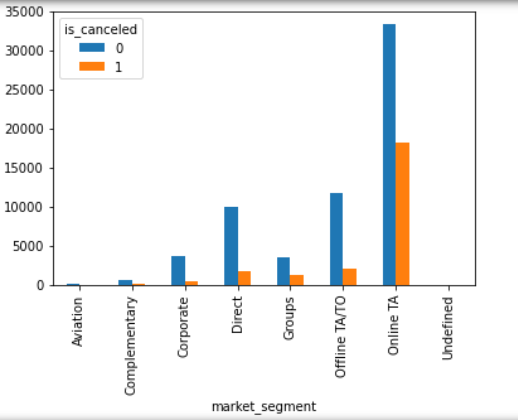 35000
30000
25000
20000
15000
10000
5000
0
is_canceled
0
1
Aviation
Complementary
Corporate
Direct
Groups
Offline TA/TO
Online TA
Undefined
market_segment